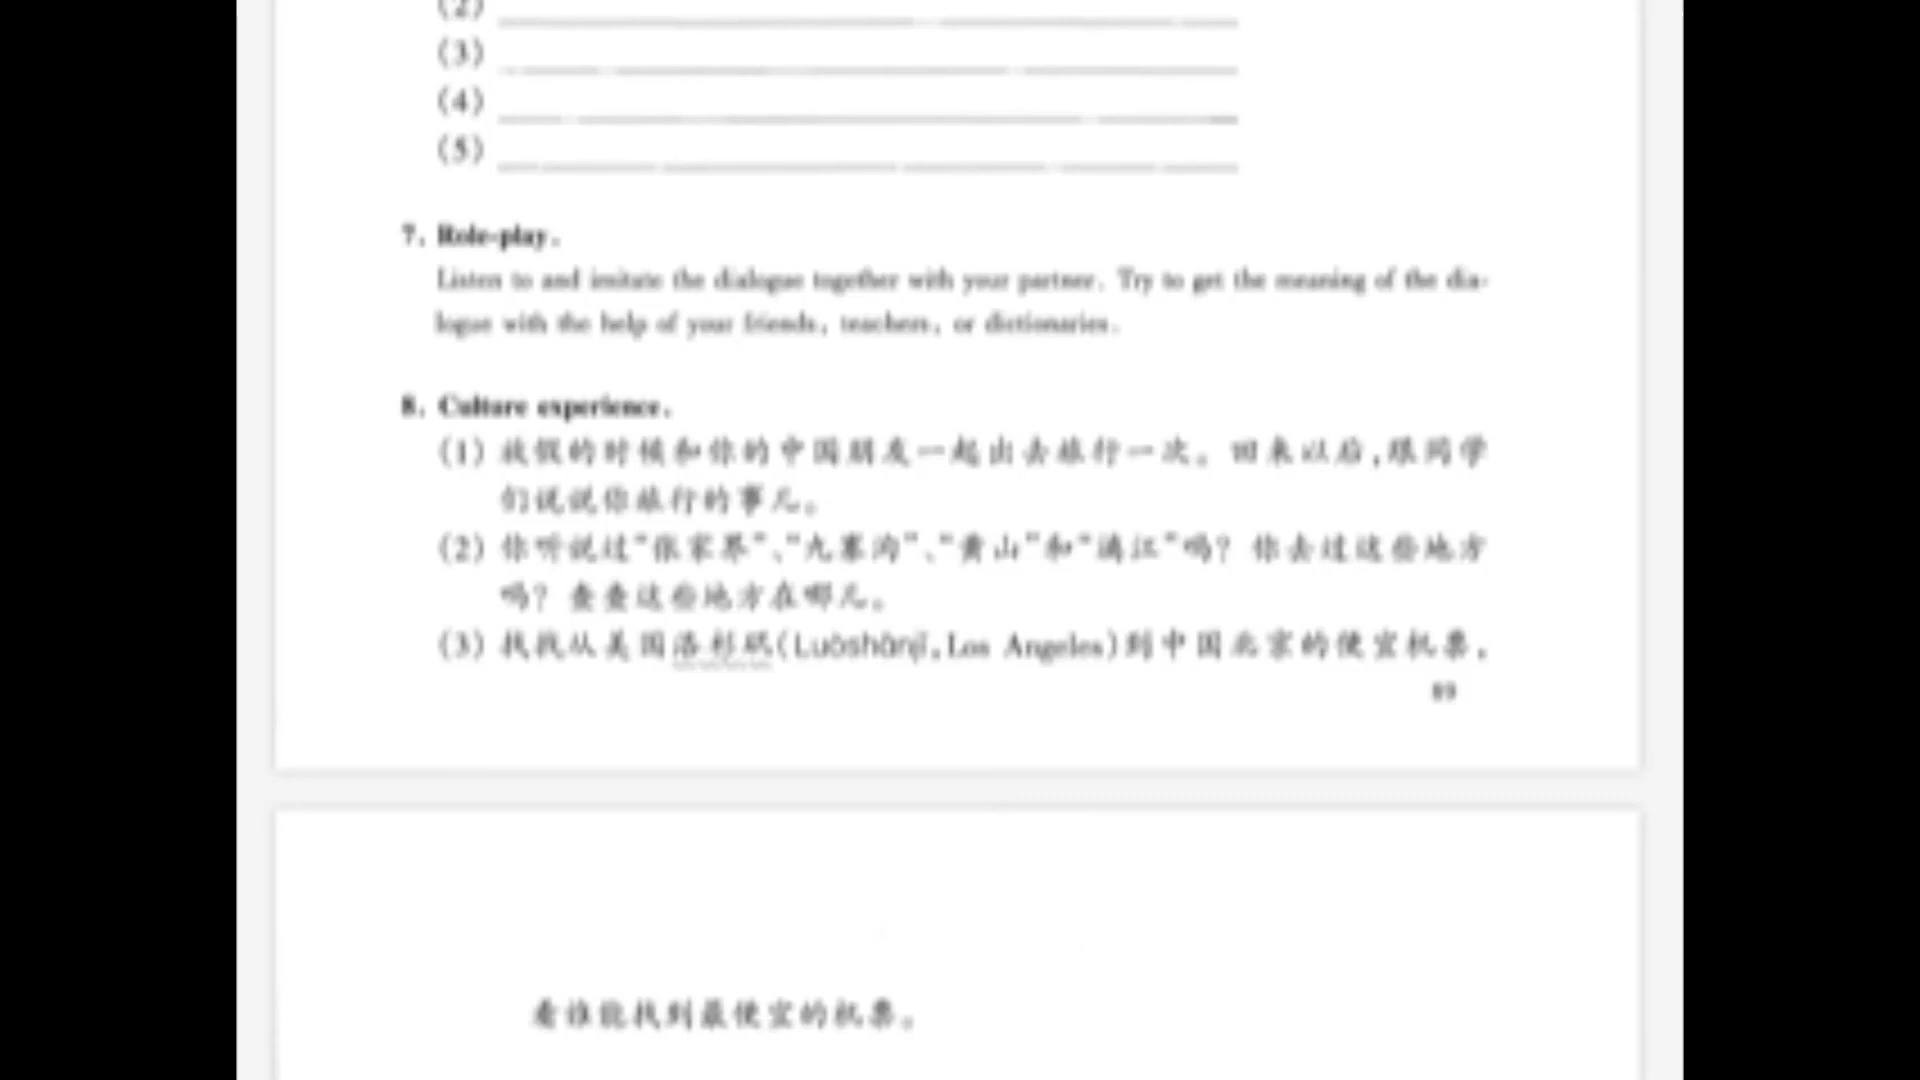 (2)
(3)
(4)
(5)
7. Role-play.
Listen to and imitate the dialogue together with your partner. Try to get the meaning of the dia-
logue with the help of your friends, teachers, or dictionaries.
8. Culture experience.
(1) 放假的时候和你的中国朋友一起出去旅行一次。回来以后,跟同学
们说说你旅行的事儿。
(2) 你听说过“张家界”、“九寨沟”、“黄山”和“漓江”吗? 你去过这些地方
吗? 查查这些地方在哪儿。
(3) 找找从美国洛杉矶(Luòshānjī,Los Angeles)到中国北京的便宜机票,
89
看谁能找到最便宜的机票。